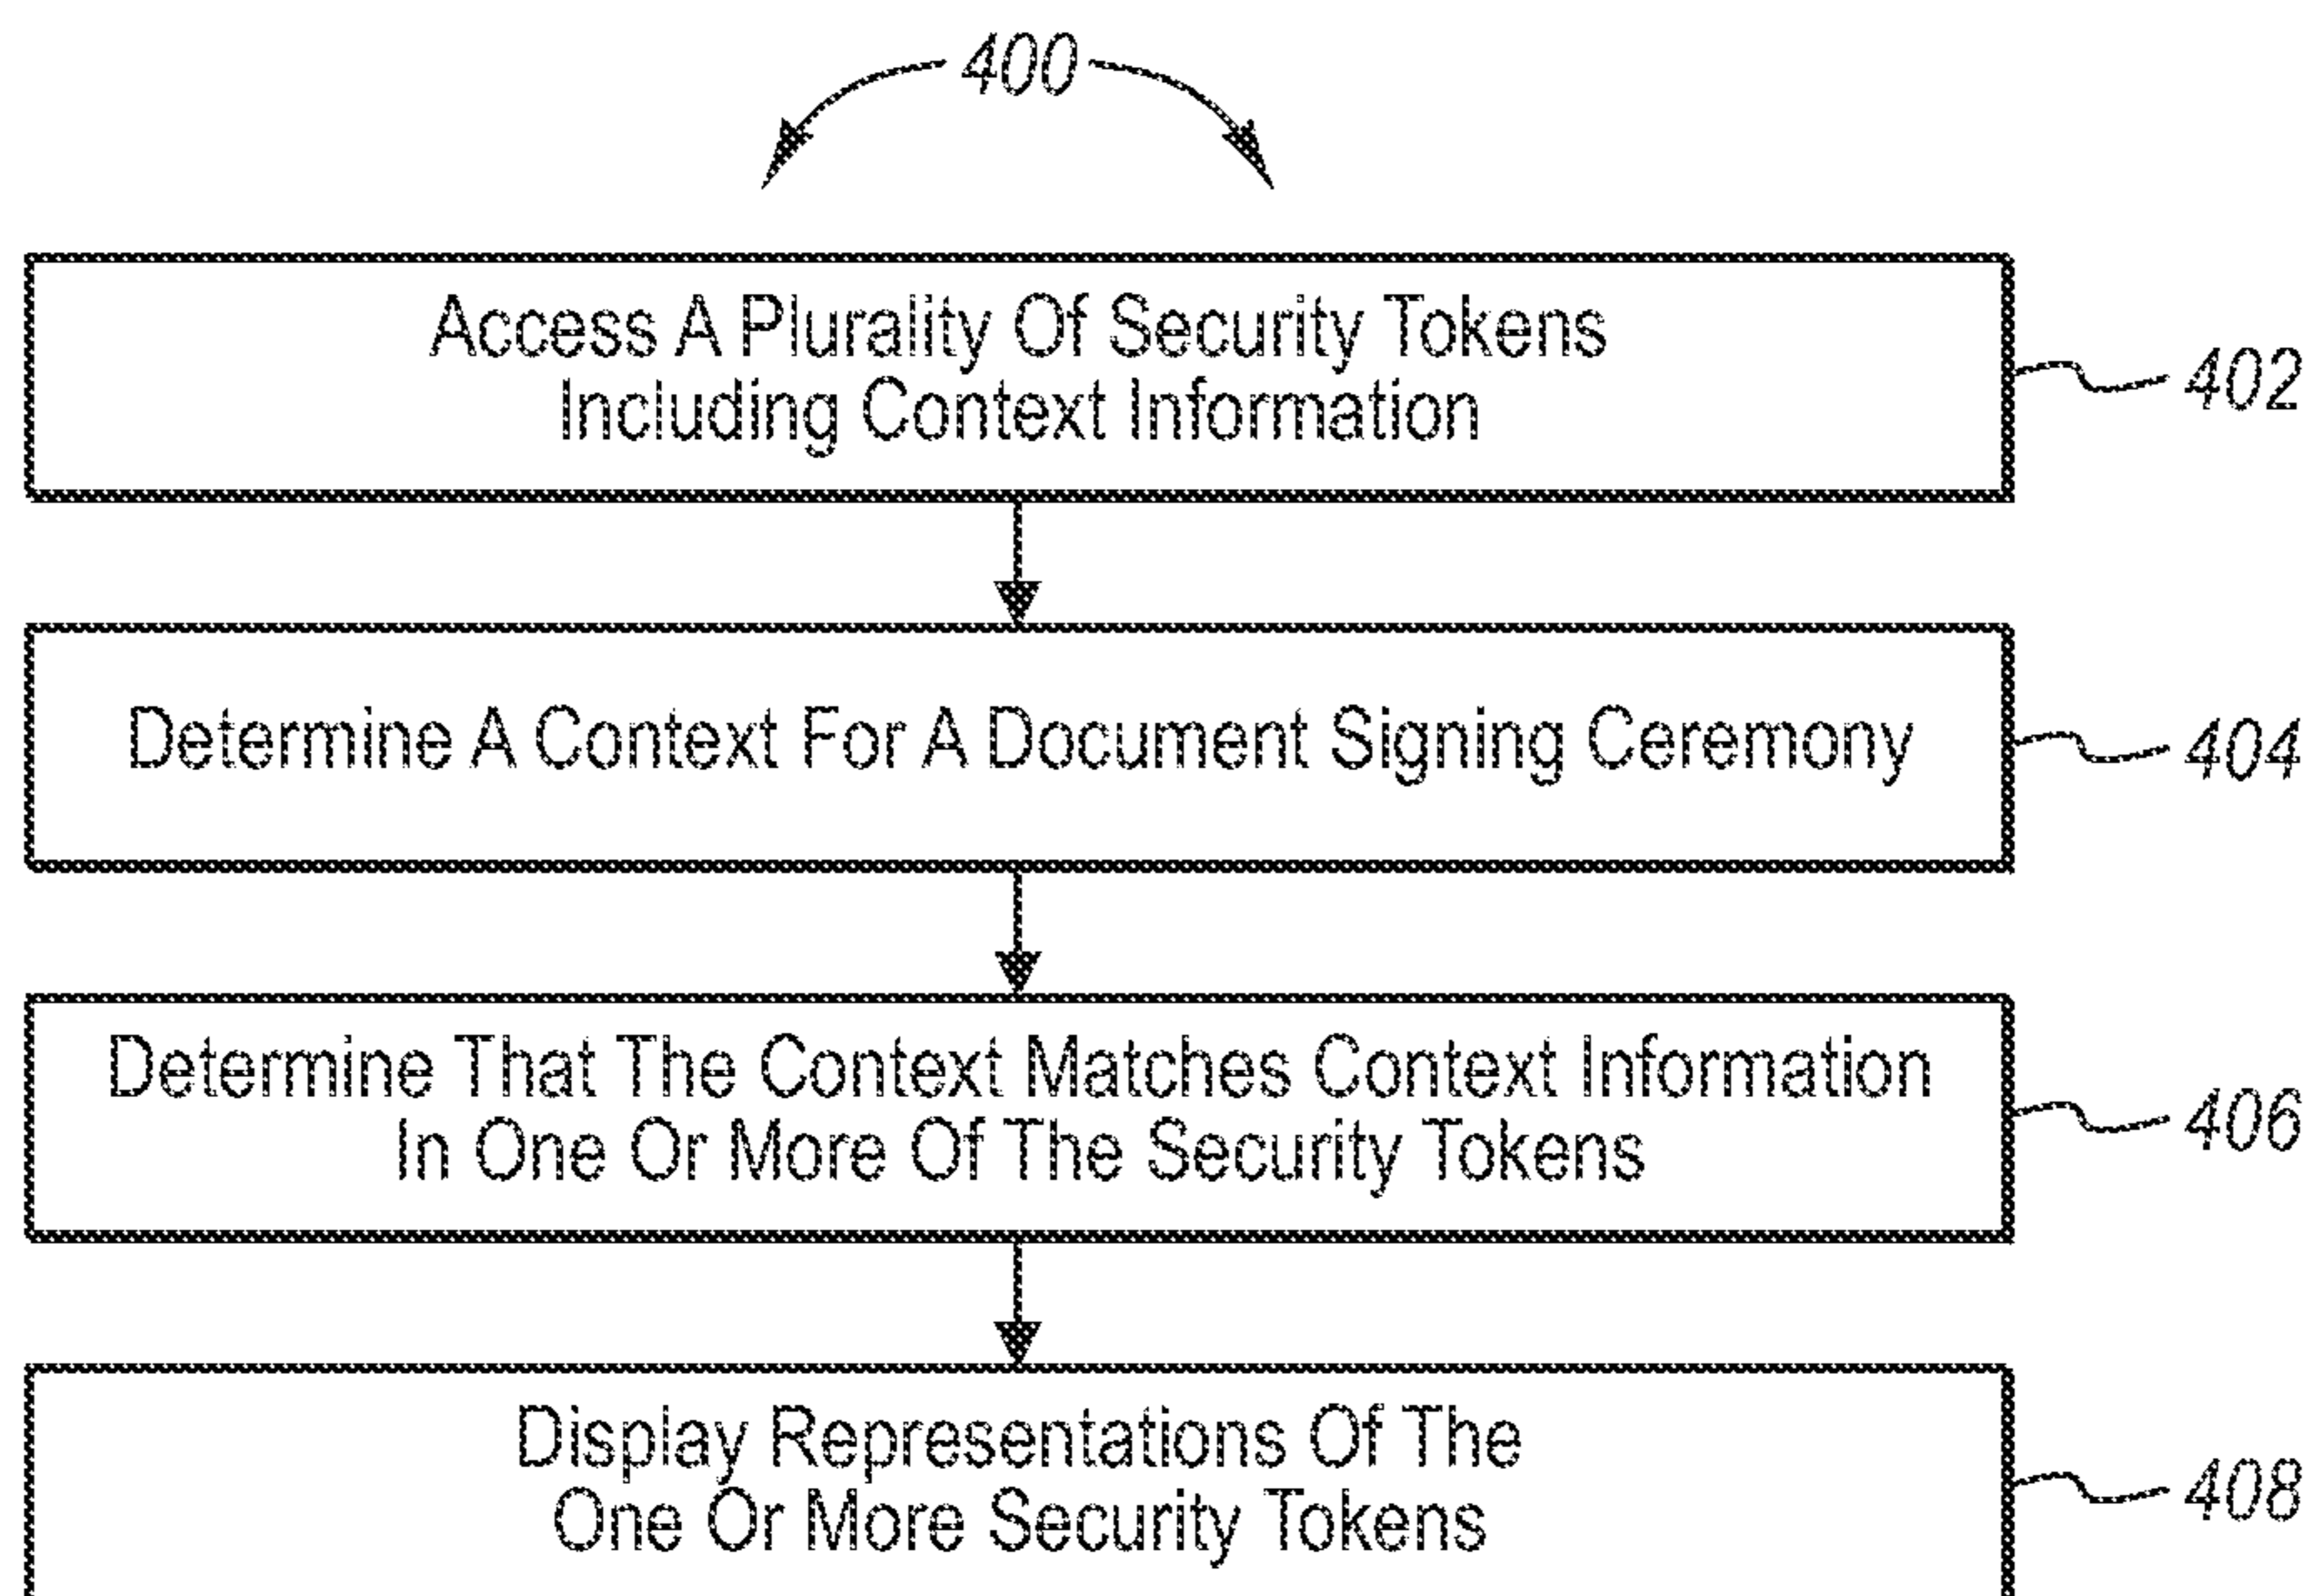 400
Access A Plurality Of Security Tokens
Including Context Information
402
Determine A Context For A Document Signing Ceremony
404
Determine That The Context Matches Context Information
In One Or More Of The Security Tokens
406
Display Representations Of The
One Or More Security Tokens
408